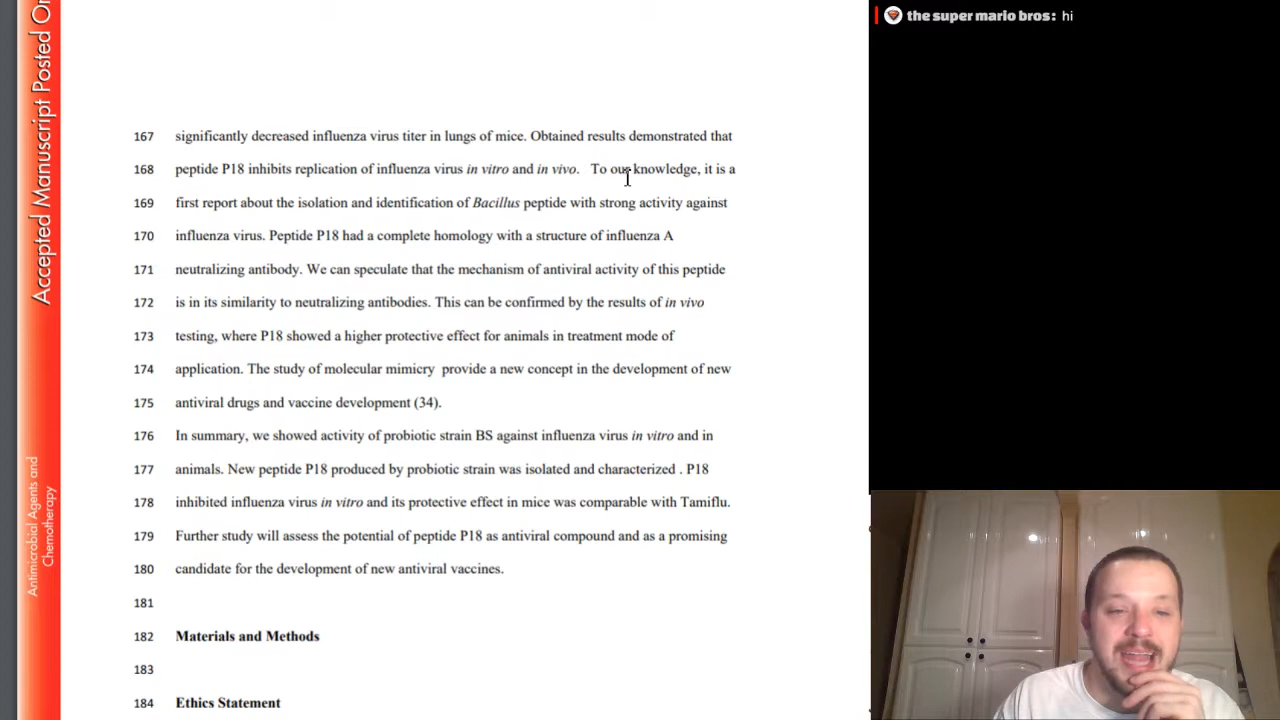 Accepted Manuscript Posted On
Antimicrobial Agents and
Chemotherapy
167 significantly decreased influenza virus titer in lungs of mice. Obtained results demonstrated that
168 peptide P18 inhibits replication of influenza virus in vitro and in vivo.   To our knowledge, it is a
169 first report about the isolation and identification of Bacillus peptide with strong activity against
170 influenza virus. Peptide P18 had a complete homology with a structure of influenza A
171 neutralizing antibody. We can speculate that the mechanism of antiviral activity of this peptide
172 is in its similarity to neutralizing antibodies. This can be confirmed by the results of in vivo
173 testing, where P18 showed a higher protective effect for animals in treatment mode of
174 application. The study of molecular mimicry  provide a new concept in the development of new
175 antiviral drugs and vaccine development (34).
176 In summary, we showed activity of probiotic strain BS against influenza virus in vitro and in
177 animals. New peptide P18 produced by probiotic strain was isolated and characterized . P18
178 inhibited influenza virus in vitro and its protective effect in mice was comparable with Tamiflu.
179 Further study will assess the potential of peptide P18 as antiviral compound and as a promising
180 candidate for the development of new antiviral vaccines.
181
182 Materials and Methods
183
184 Ethics Statement
the super mario bros: hi